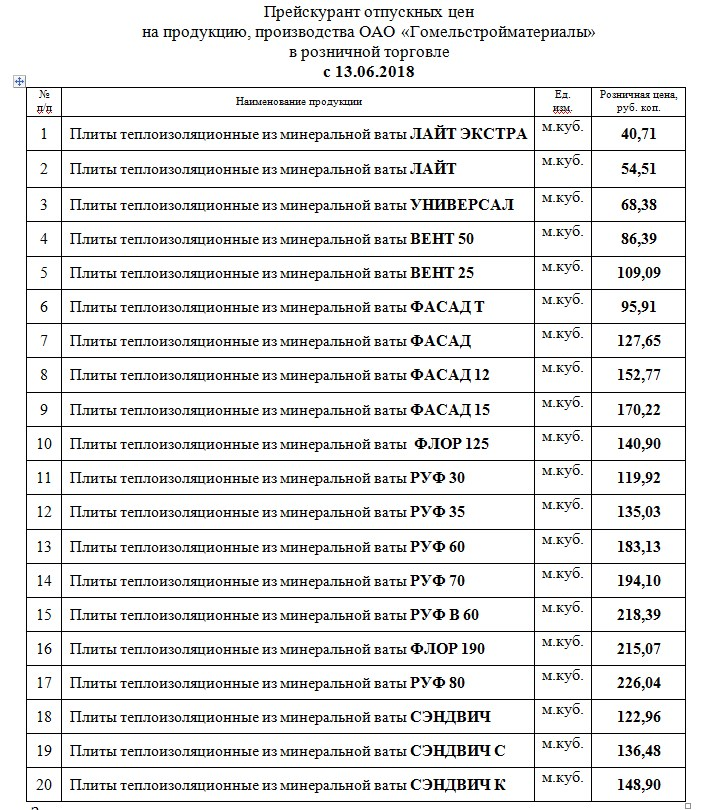 Прейскурант отпускных цен
на продукцию, производства ОАО «Гомельстройматериалы»
в розничной торговле
с 13.06.2018
№ п/п Наименование продукции Ед. изм. Розничная цена, руб. коп.
1 Плиты теплоизоляционные из минеральной ваты ЛАЙТ ЭКСТРА м.куб. 40,71
2 Плиты теплоизоляционные из минеральной ваты ЛАЙТ м.куб. 54,51
3 Плиты теплоизоляционные из минеральной ваты УНИВЕРСАЛ м.куб. 68,38
4 Плиты теплоизоляционные из минеральной ваты ВЕНТ 50 м.куб. 86,39
5 Плиты теплоизоляционные из минеральной ваты ВЕНТ 25 м.куб. 109,09
6 Плиты теплоизоляционные из минеральной ваты ФАСАД Т м.куб. 95,91
7 Плиты теплоизоляционные из минеральной ваты ФАСАД м.куб. 127,65
8 Плиты теплоизоляционные из минеральной ваты ФАСАД 12 м.куб. 152,77
9 Плиты теплоизоляционные из минеральной ваты ФАСАД 15 м.куб. 170,22
10 Плиты теплоизоляционные из минеральной ваты ФЛОР 125 м.куб. 140,90
11 Плиты теплоизоляционные из минеральной ваты РУФ 30 м.куб. 119,92
12 Плиты теплоизоляционные из минеральной ваты РУФ 35 м.куб. 135,03
13 Плиты теплоизоляционные из минеральной ваты РУФ 60 м.куб. 183,13
14 Плиты теплоизоляционные из минеральной ваты РУФ 70 м.куб. 194,10
15 Плиты теплоизоляционные из минеральной ваты РУФ В 60 м.куб. 218,39
16 Плиты теплоизоляционные из минеральной ваты ФЛОР 190 м.куб. 215,07
17 Плиты теплоизоляционные из минеральной ваты РУФ 80 м.куб. 226,04
18 Плиты теплоизоляционные из минеральной ваты СЭНДВИЧ м.куб. 122,96
19 Плиты теплоизоляционные из минеральной ваты СЭНДВИЧ С м.куб. 136,48
20 Плиты теплоизоляционные из минеральной ваты СЭНДВИЧ К м.куб. 148,90